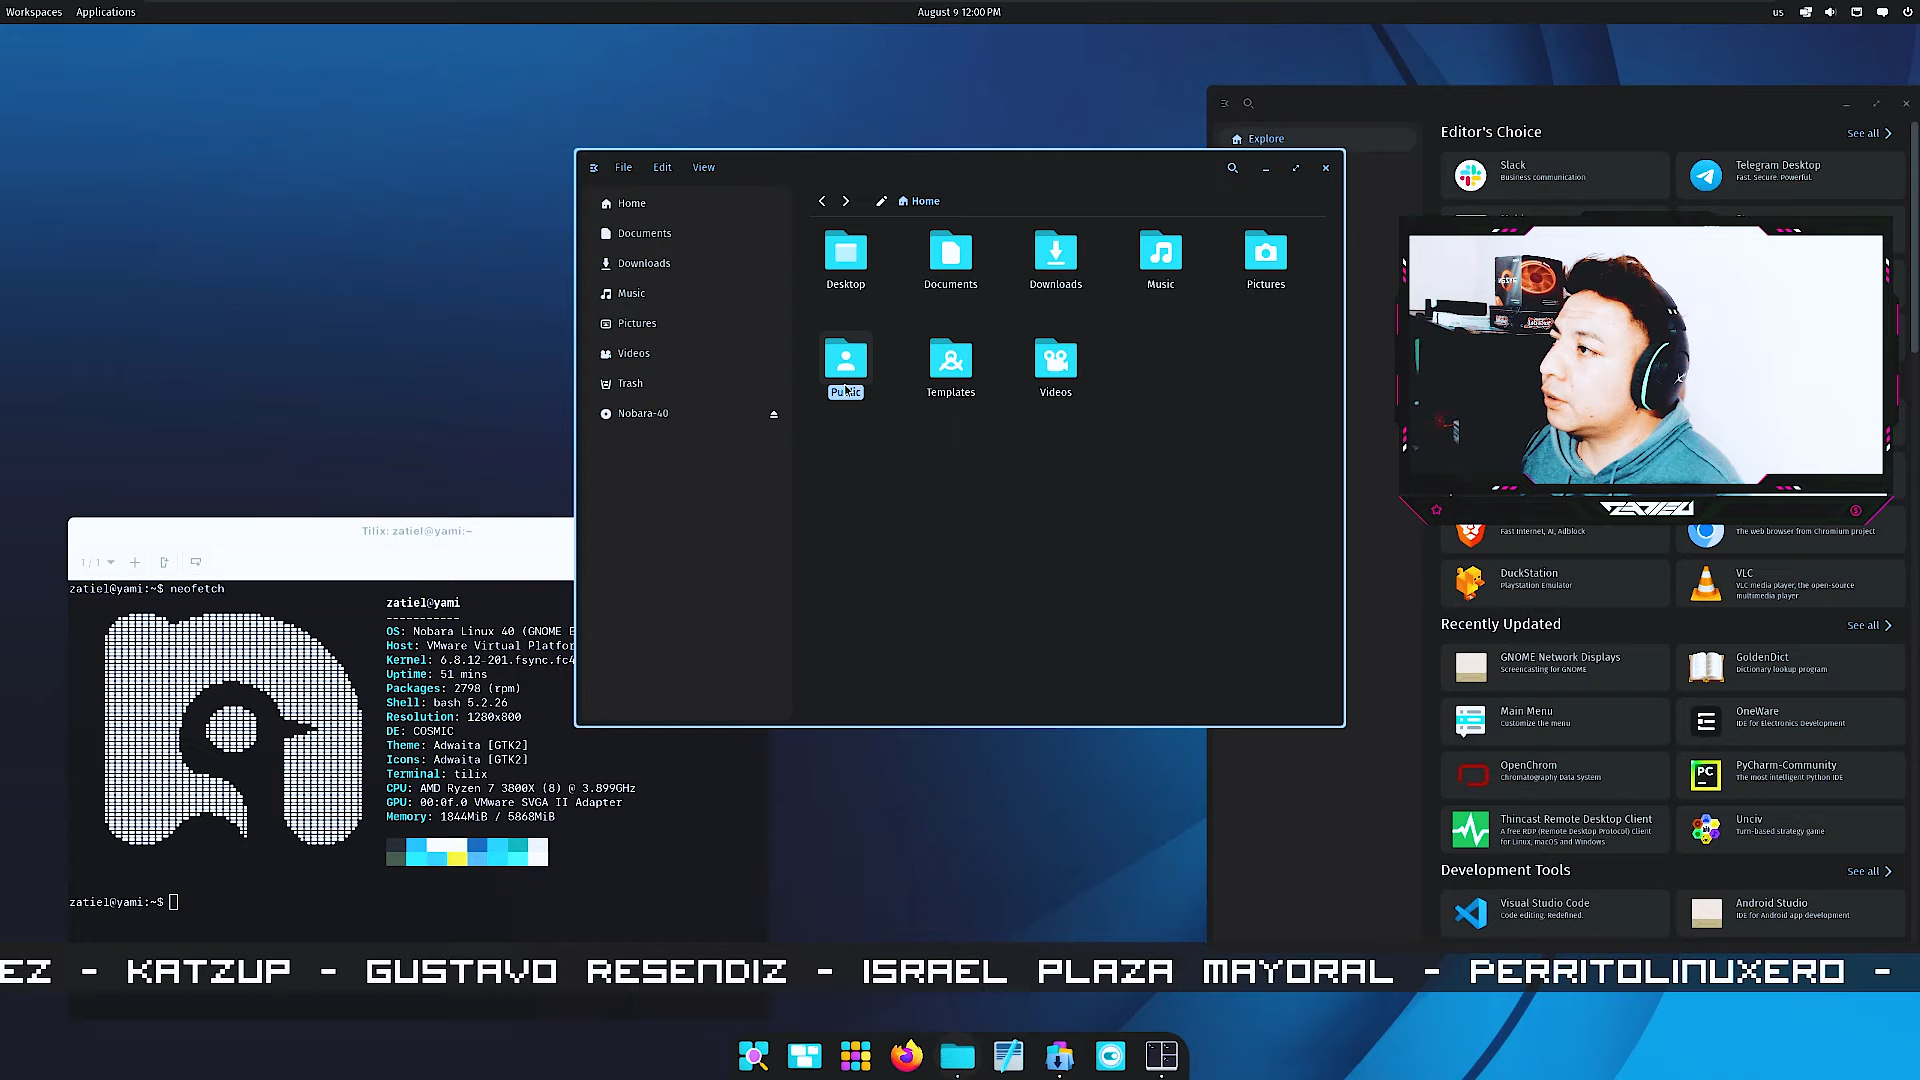 Workspaces Applications August 9 12:00 PM us
Explore
Editor's Choice See all
Slack
Business communication
Telegram Desktop
Fast. Secure. Powerful.
File Edit View
Home
Documents
Downloads
Music
Pictures
Videos
Trash
Nobara-40
Home
Desktop Documents Downloads Music Pictures
Public Templates Videos
ZATIEL
Fast Internet, AI, Adblock
The web browser from Chromium project
DuckStation
PlayStation Emulator
VLC
VLC media player, the open-source
multimedia player
Recently Updated See all
GNOME Network Displays
Screencasting for GNOME
GoldenDict
Dictionary lookup program
Main Menu
Customize the menu
OneWare
IDE for Electronics Development
OpenChrom
Chromatography Data System
PyCharm-Community
The most intelligent Python IDE
Thincast Remote Desktop Client
A free RDP (Remote Desktop Protocol) Client
for Linux, macOS and Windows
Unciv
Turn-based strategy game
Development Tools See all
Visual Studio Code
Code editing. Redefined.
Android Studio
IDE for Android app development
Tilix: zatiel@yami:~
1 / 1
zatiel@yami:~$ neofetch
zatiel@yami
-----------
OS: Nobara Linux 40 (GNOME E
Host: VMware Virtual Platfor
Kernel: 6.8.12-201.fsync.fc4
Uptime: 51 mins
Packages: 2798 (rpm)
Shell: bash 5.2.26
Resolution: 1280x800
DE: COSMIC
Theme: Adwaita [GTK2]
Icons: Adwaita [GTK2]
Terminal: tilix
CPU: AMD Ryzen 7 3800X (8) @ 3.899GHz
GPU: 00:0f.0 VMware SVGA II Adapter
Memory: 1844MiB / 5868MiB
zatiel@yami:~$
EZ - KATZUP - GUSTAVO RESENDIZ - ISRAEL PLAZA MAYORAL - PERRITOLINUXERO -